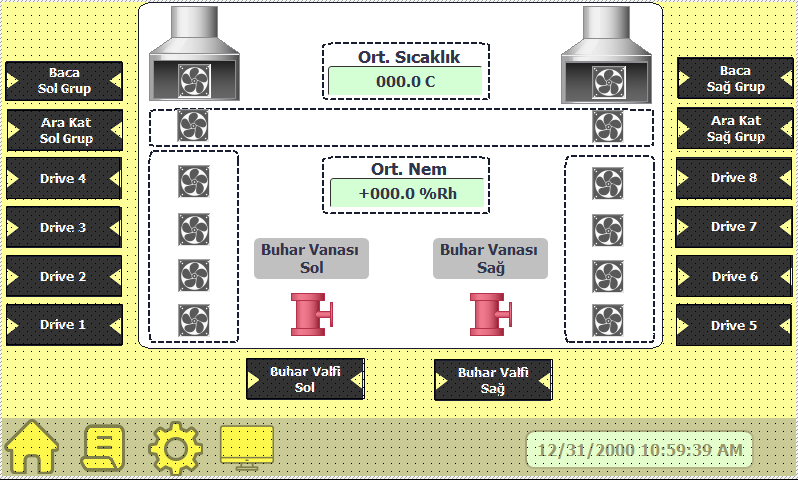 Baca
Sol Grup
Ara Kat
Sol Grup
Drive 4
Drive 3
Drive 2
Drive 1
Ort. Sıcaklık
000.0 C
Ort. Nem
+000.0 %Rh
Buhar Vanası
Sol
Buhar Vanası
Sağ
Baca
Sağ Grup
Ara Kat
Sağ Grup
Drive 8
Drive 7
Drive 6
Drive 5
Buhar Valfi
Sol
Buhar Valfi
Sağ
12/31/2000 10:59:39 AM